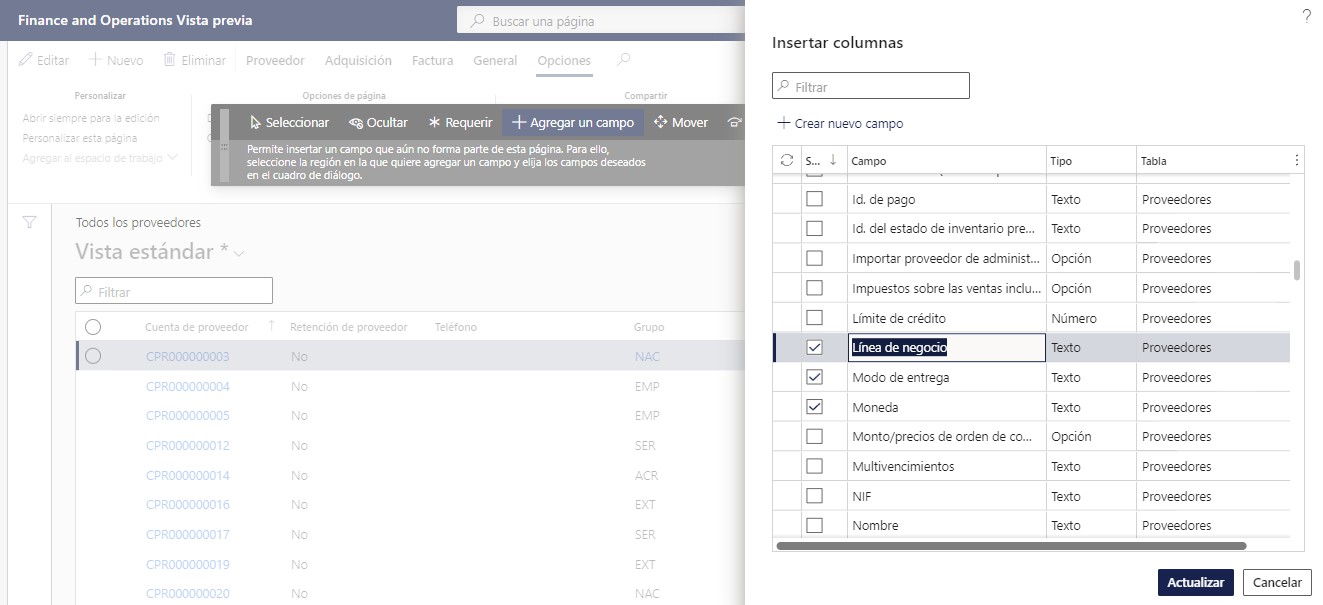 Finance and Operations Vista previa
Buscar una página
Editar
Nuevo
Eliminar
Proveedor
Adquisición
Factura
General
Opciones
Personalizar
Abrir siempre para la edición
Personalizar esta página
Agregar al espacio de trabajo
Opciones de página
Compartir
Seleccionar
Ocultar
Requerir
Agregar un campo
Mover
Permite insertar un campo que aún no forma parte de esta página. Para ello,
seleccione la región en la que quiere agregar un campo y elija los campos deseados
en el cuadro de diálogo.
Todos los proveedores
Vista estándar *
Filtrar
Cuenta de proveedor Retención de proveedor Teléfono Grupo
CPR000000003 No NAC
CPR000000004 No EMP
CPR000000005 No EMP
CPR000000012 No SER
CPR000000014 No ACR
CPR000000016 No EXT
CPR000000017 No SER
CPR000000019 No EXT
CPR000000020 No NAC
?
Insertar columnas
Filtrar
Crear nuevo campo
S... Campo Tipo Tabla
Id. de pago Texto Proveedores
Id. del estado de inventario pre... Texto Proveedores
Importar proveedor de administ... Opción Proveedores
Impuestos sobre las ventas inclu... Opción Proveedores
Límite de crédito Número Proveedores
Línea de negocio Texto Proveedores
Modo de entrega Texto Proveedores
Moneda Texto Proveedores
Monto/precios de orden de co... Opción Proveedores
Multivencimientos Texto Proveedores
NIF Texto Proveedores
Nombre Texto Proveedores
Actualizar
Cancelar